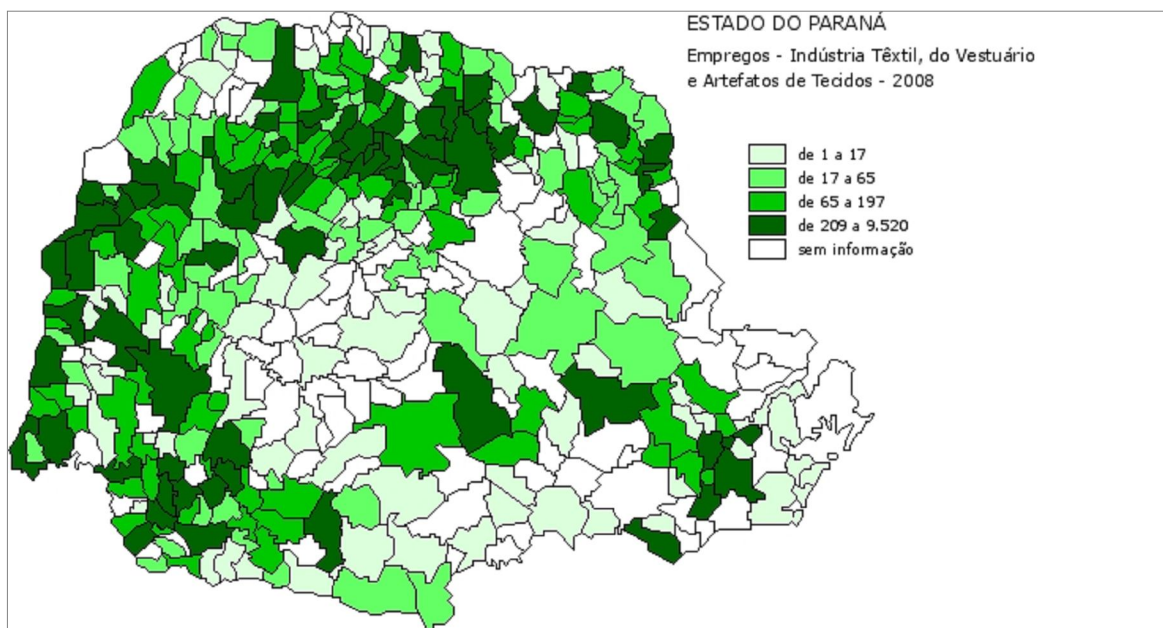 ESTADO DO PARANÁ
Empregos - Indústria Têxtil, do Vestuário
e Artefatos de Tecidos - 2008
de 1 a 17
de 17 a 65
de 65 a 197
de 209 a 9.520
sem informação